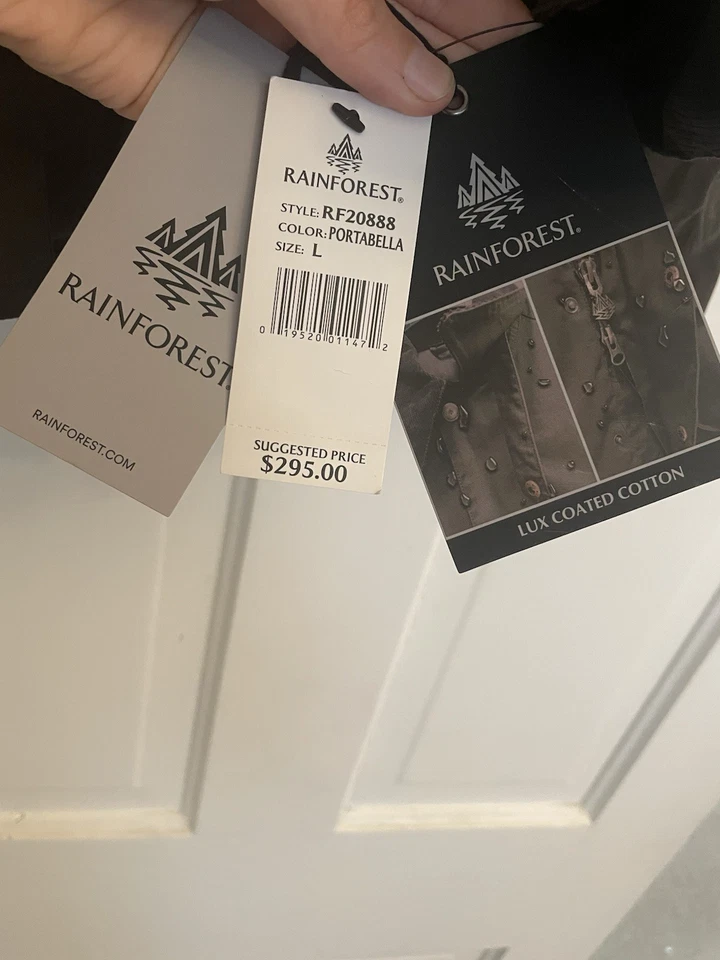 RAINFOREST.
RAINFOREST.COM
RAINFOREST®
STYLE: RF20888
COLOR: PORTABELLA
SIZE: L
0 19520 01147 2
SUGGESTED PRICE
$295.00
RAINFOREST®
LUX COATED COTTON